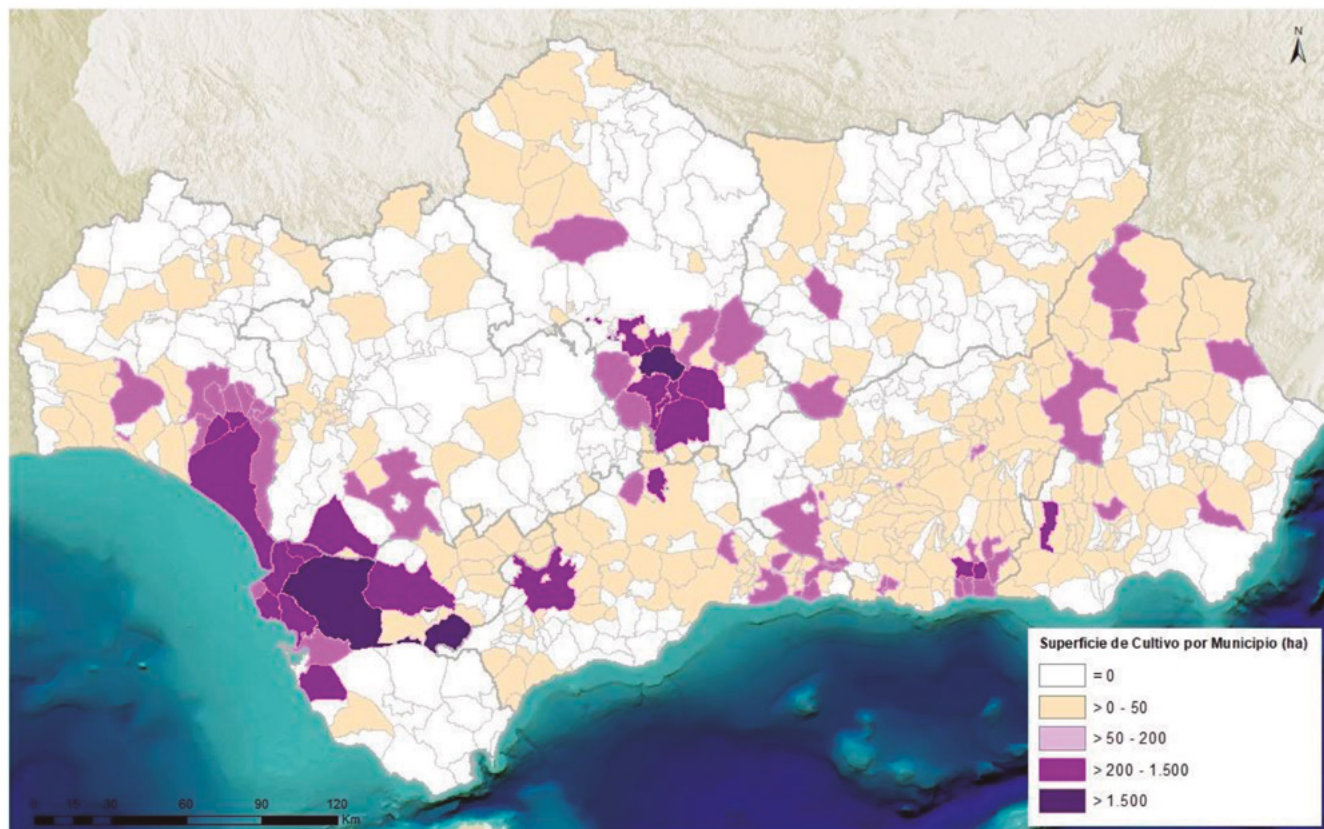 N
Superficie de Cultivo por Municipio (ha)
= 0
> 0 - 50
> 50 - 200
> 200 - 1.500
> 1.500
0 15 30 60 90 120
Km